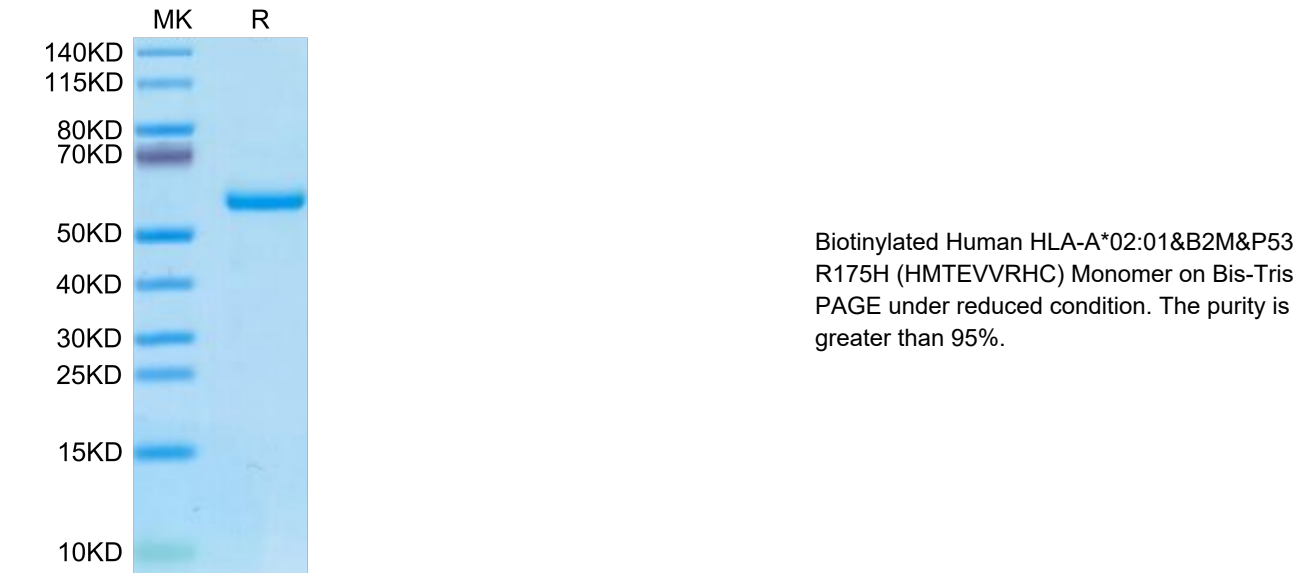 MK R
140KD
115KD
80KD
70KD
50KD
40KD
30KD
25KD
15KD
10KD
Biotinylated Human HLA-A*02:01&B2M&P53
R175H (HMTEVVRHC) Monomer on Bis-Tris
PAGE under reduced condition. The purity is
greater than 95%.